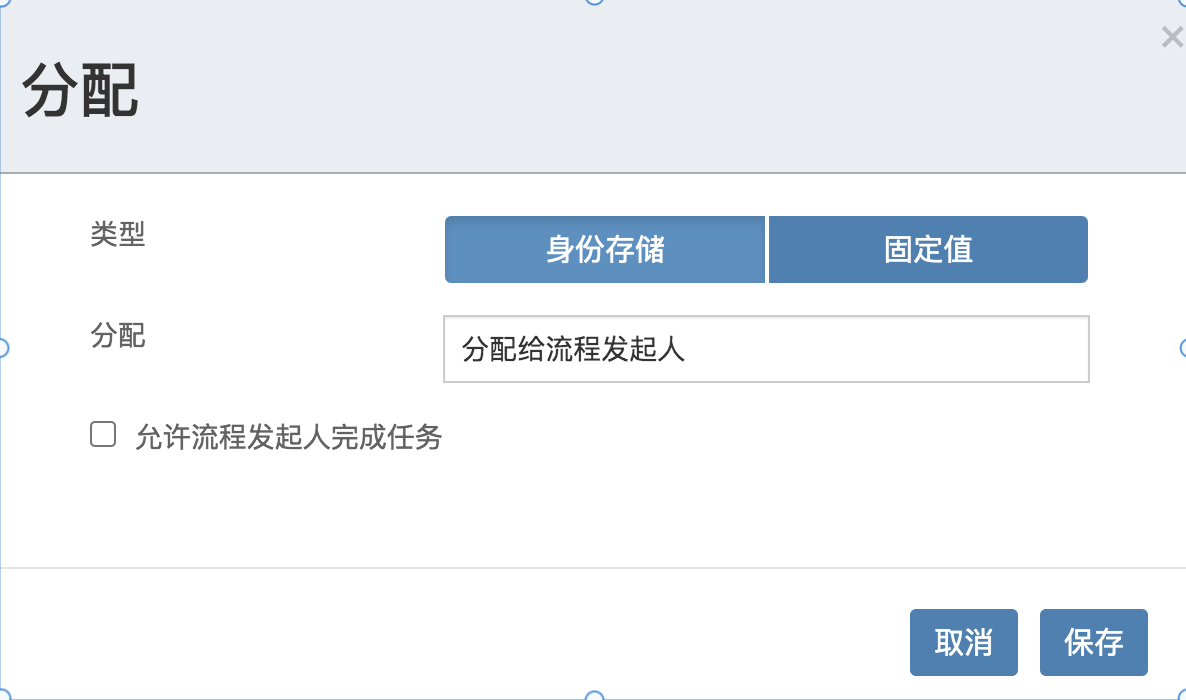 分配
类型
身份存储
固定值
分配
分配给流程发起人
允许流程发起人完成任务
取消
保存